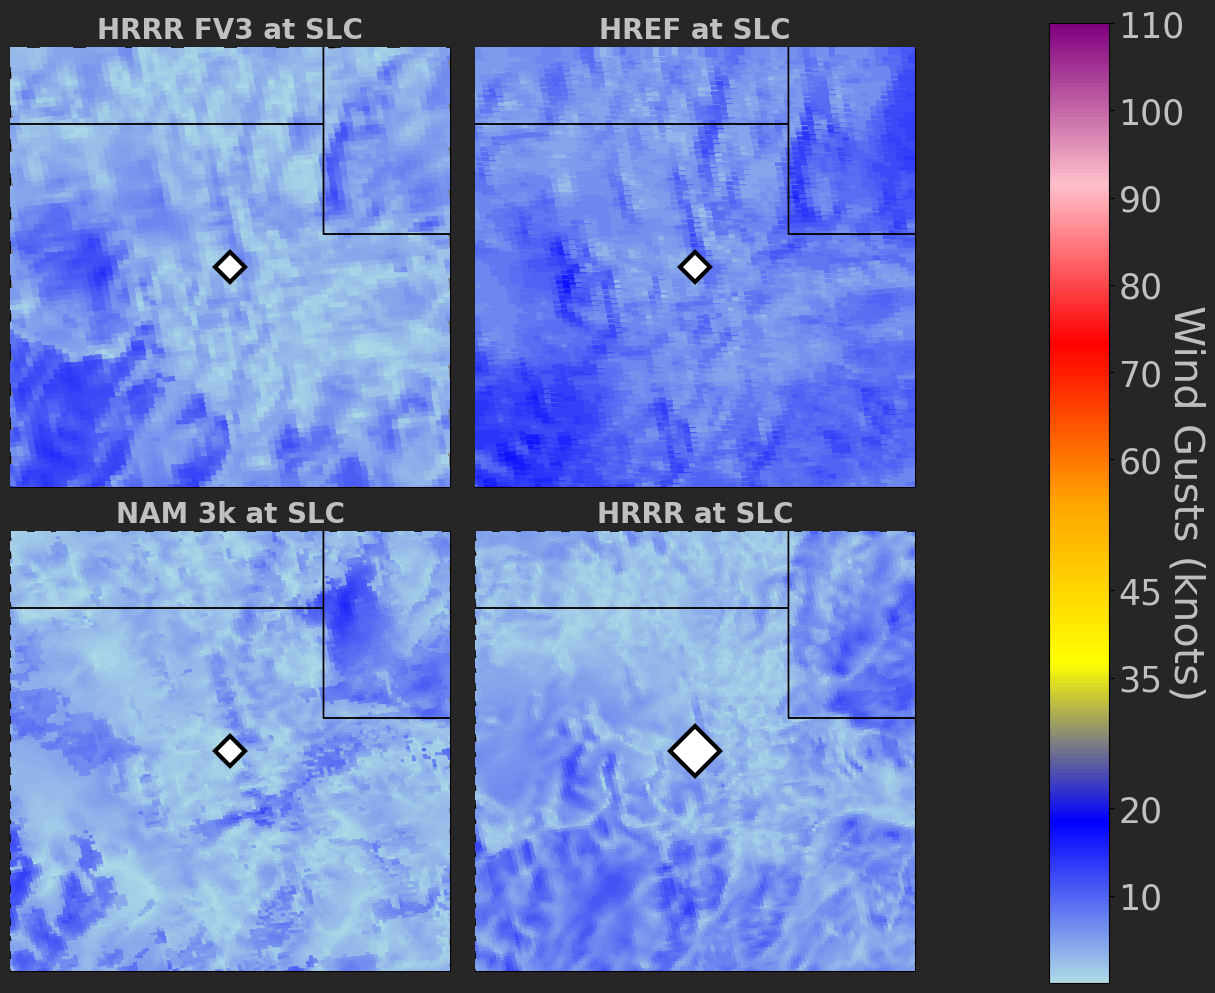 HRRR FV3 at SLC
HREF at SLC
NAM 3k at SLC
HRRR at SLC
110
100
90
80
70
60
45
35
20
10
Wind Gusts (knots)